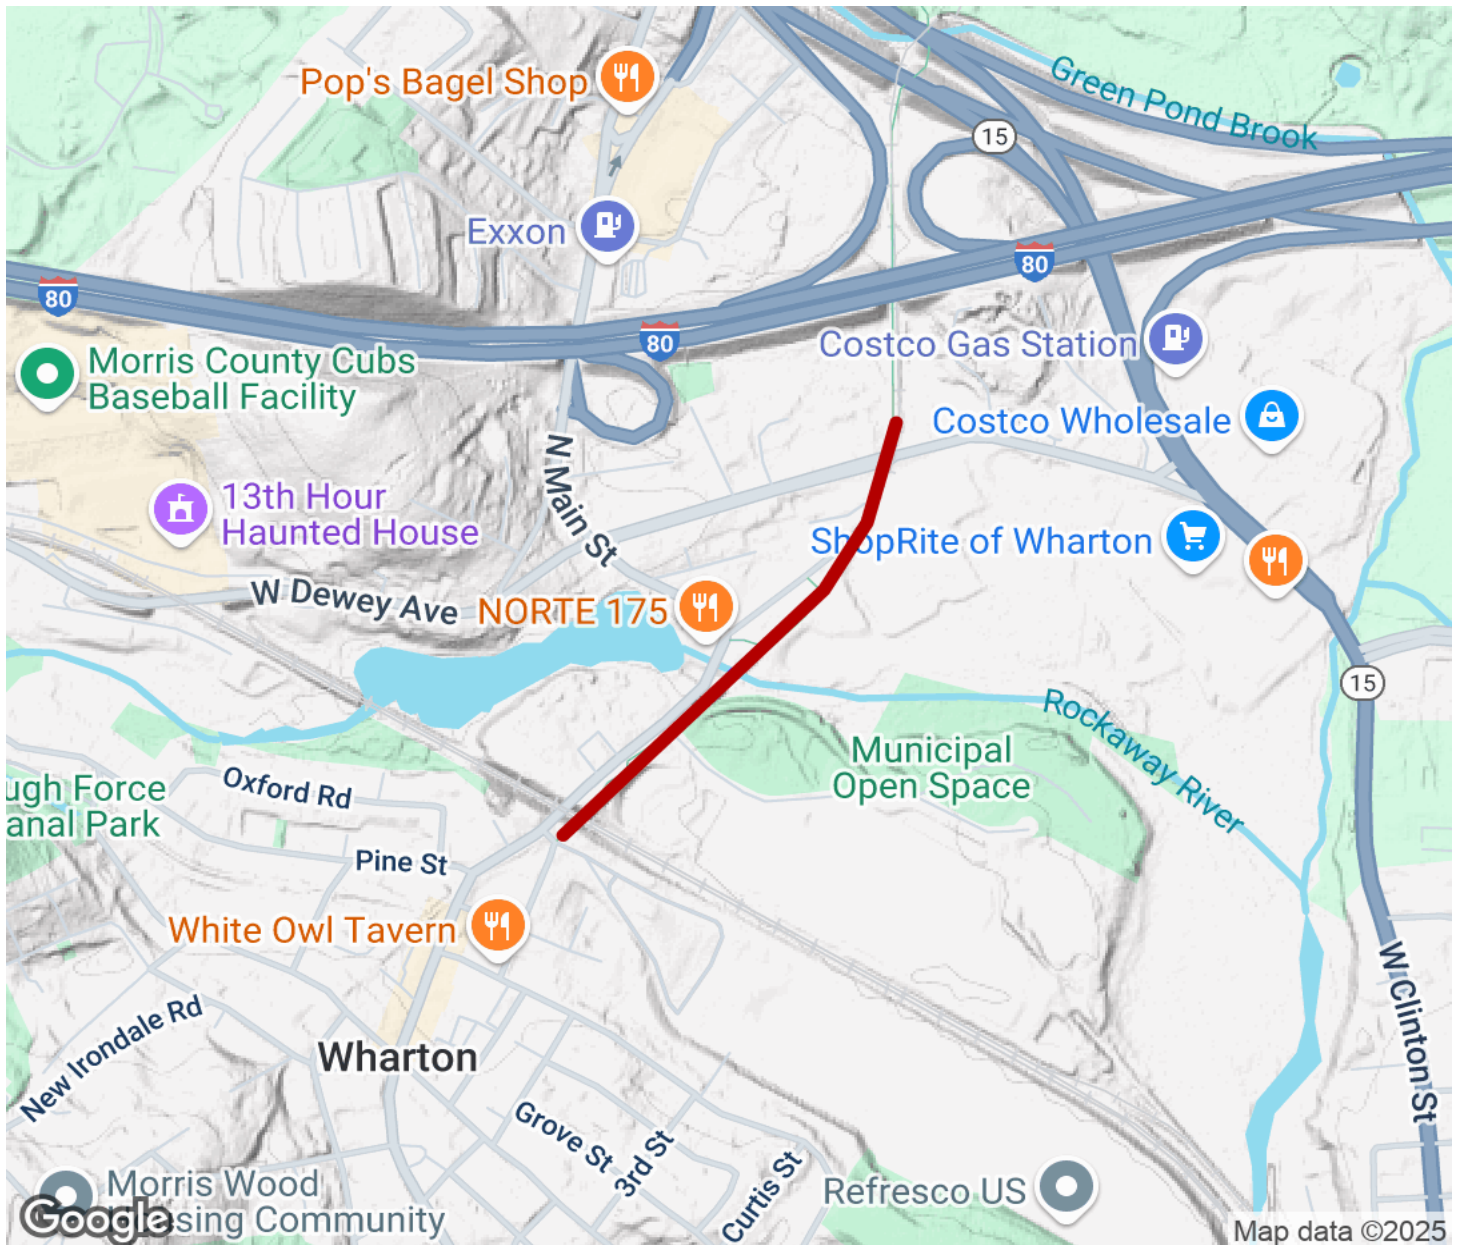 Pop's Bagel Shop
Green Pond Brook
15
Exxon
80
80
80
Costco Gas Station
Morris County Cubs
Baseball Facility
Costco Wholesale
N Main St
13th Hour
Haunted House
ShopRite of Wharton
W Dewey Ave
NORTE 175
15
Rockaway River
Municipal
Open Space
Oxford Rd
ugh Force
anal Park
Pine St
White Owl Tavern
W Clinton St
New Irondale Rd
Wharton
Grove St
3rd St
Curtis St
Refresco US
Morris Wood
sing Community
Google
Map data ©2025